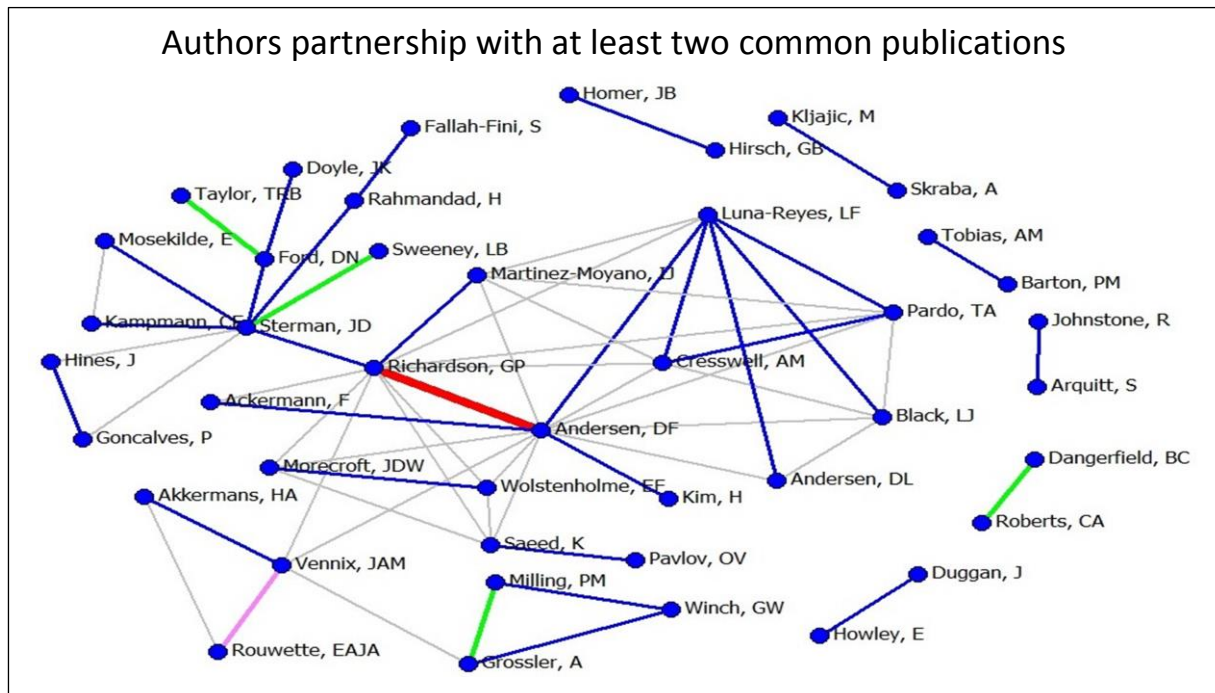 Authors partnership with at least two common publications
Homer, JB
Kljajic, M
Fallah-Fini, S
Hirsch, GB
Doyle, JK
Skraba, A
Taylor, TRB
Rahmandad, H
Luna-Reyes, LF
Tobias, AM
Mosekilde, E
Sweeney, LB
Ford, DN
Martinez-Moyano, IJ
Barton, PM
Pardo, TA
Johnstone, R
Kampmann, CE
Sterman, JD
Hines, J
Cresswell, AM
Richardson, GP
Arquitt, S
Ackermann, F
Black, LJ
Andersen, DF
Goncalves, P
Dangerfield, BC
Morecroft, JDW
Andersen, DL
Wolstenholme, EF
Akkermans, HA
Kim, H
Roberts, CA
Saeed, K
Pavlov, OV
Vennix, JAM
Duggan, J
Milling, PM
Winch, GW
Howley, E
Rouwette, EAJA
Grossler, A